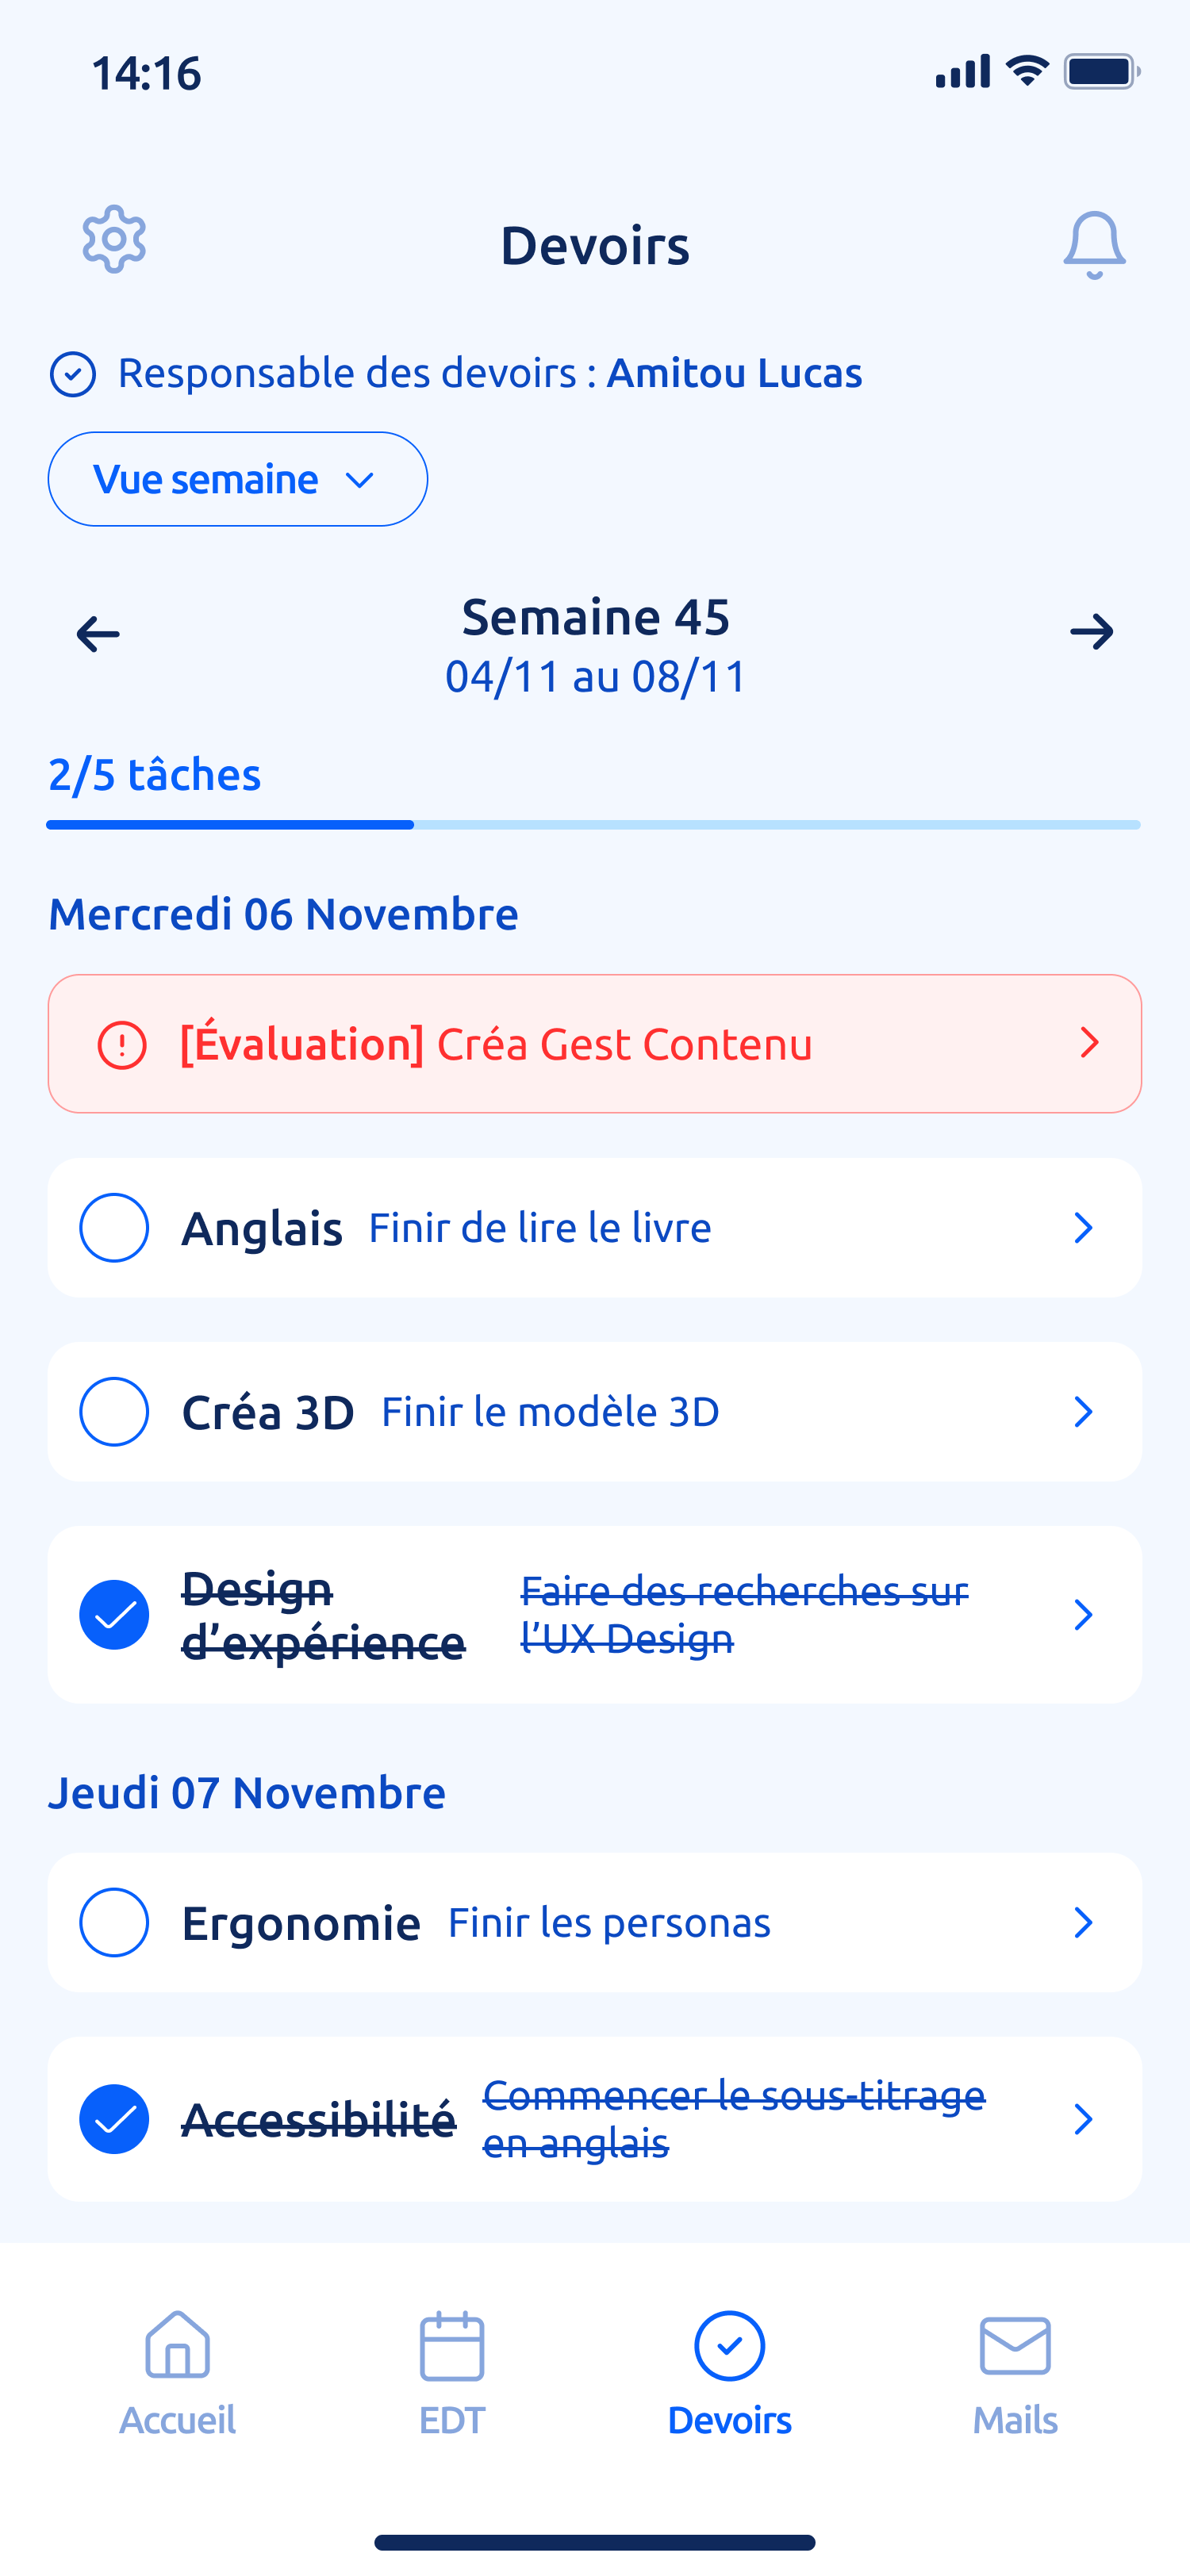 14:16
Devoirs
Responsable des devoirs : Amitou Lucas
Vue semaine
Semaine 45
04/11 au 08/11
2/5 tâches
Mercredi 06 Novembre
[Évaluation] Créa Gest Contenu
Anglais Finir de lire le livre
Créa 3D Finir le modèle 3D
Design
d’expérience
Faire des recherches sur
l’UX Design
Jeudi 07 Novembre
Ergonomie Finir les personas
Accessibilité
Commencer le sous-titrage
en anglais
Accueil
EDT
Devoirs
Mails